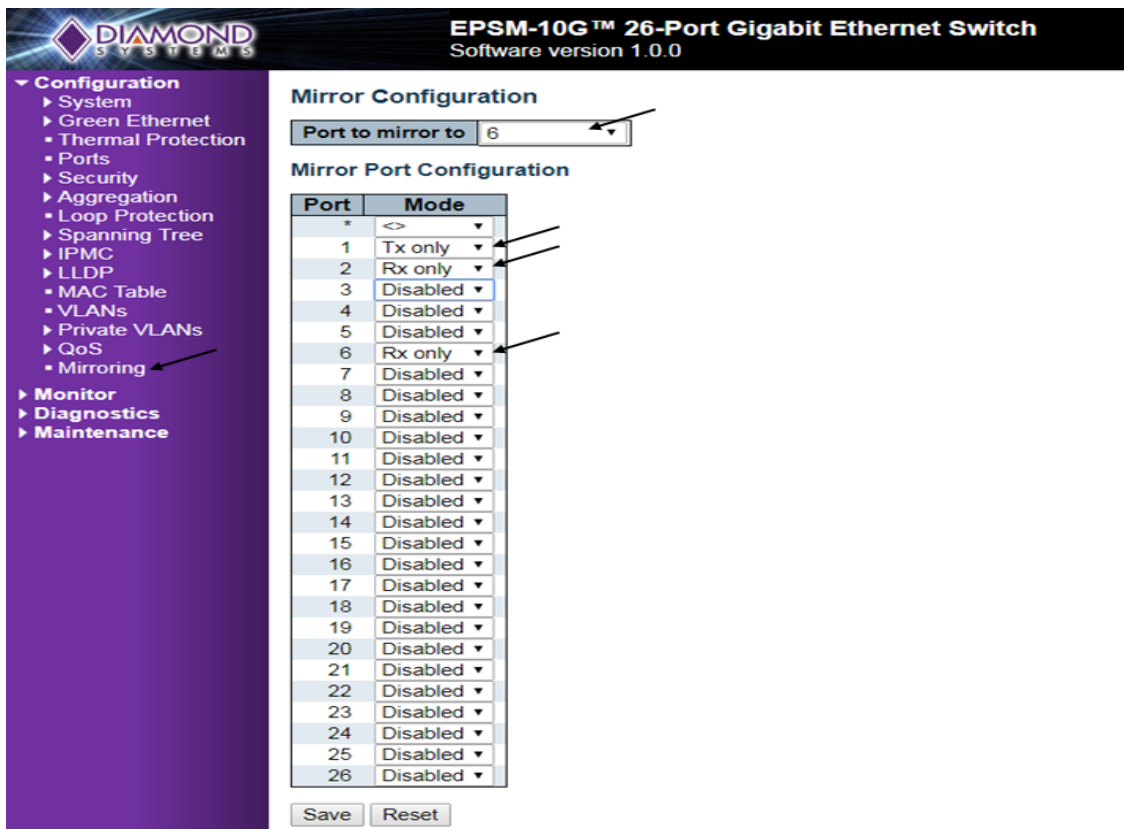 DIAMOND
SYSTEMS
EPSM-10G™ 26-Port Gigabit Ethernet Switch
Software version 1.0.0
Configuration
System
Green Ethernet
Thermal Protection
Ports
Security
Aggregation
Loop Protection
Spanning Tree
IPMC
LLDP
MAC Table
VLANs
Private VLANs
QoS
Mirroring
Monitor
Diagnostics
Maintenance
Mirror Configuration
Port to mirror to 6
Mirror Port Configuration
Port Mode
* <>
1 Tx only
2 Rx only
3 Disabled
4 Disabled
5 Disabled
6 Rx only
7 Disabled
8 Disabled
9 Disabled
10 Disabled
11 Disabled
12 Disabled
13 Disabled
14 Disabled
15 Disabled
16 Disabled
17 Disabled
18 Disabled
19 Disabled
20 Disabled
21 Disabled
22 Disabled
23 Disabled
24 Disabled
25 Disabled
26 Disabled
Save Reset